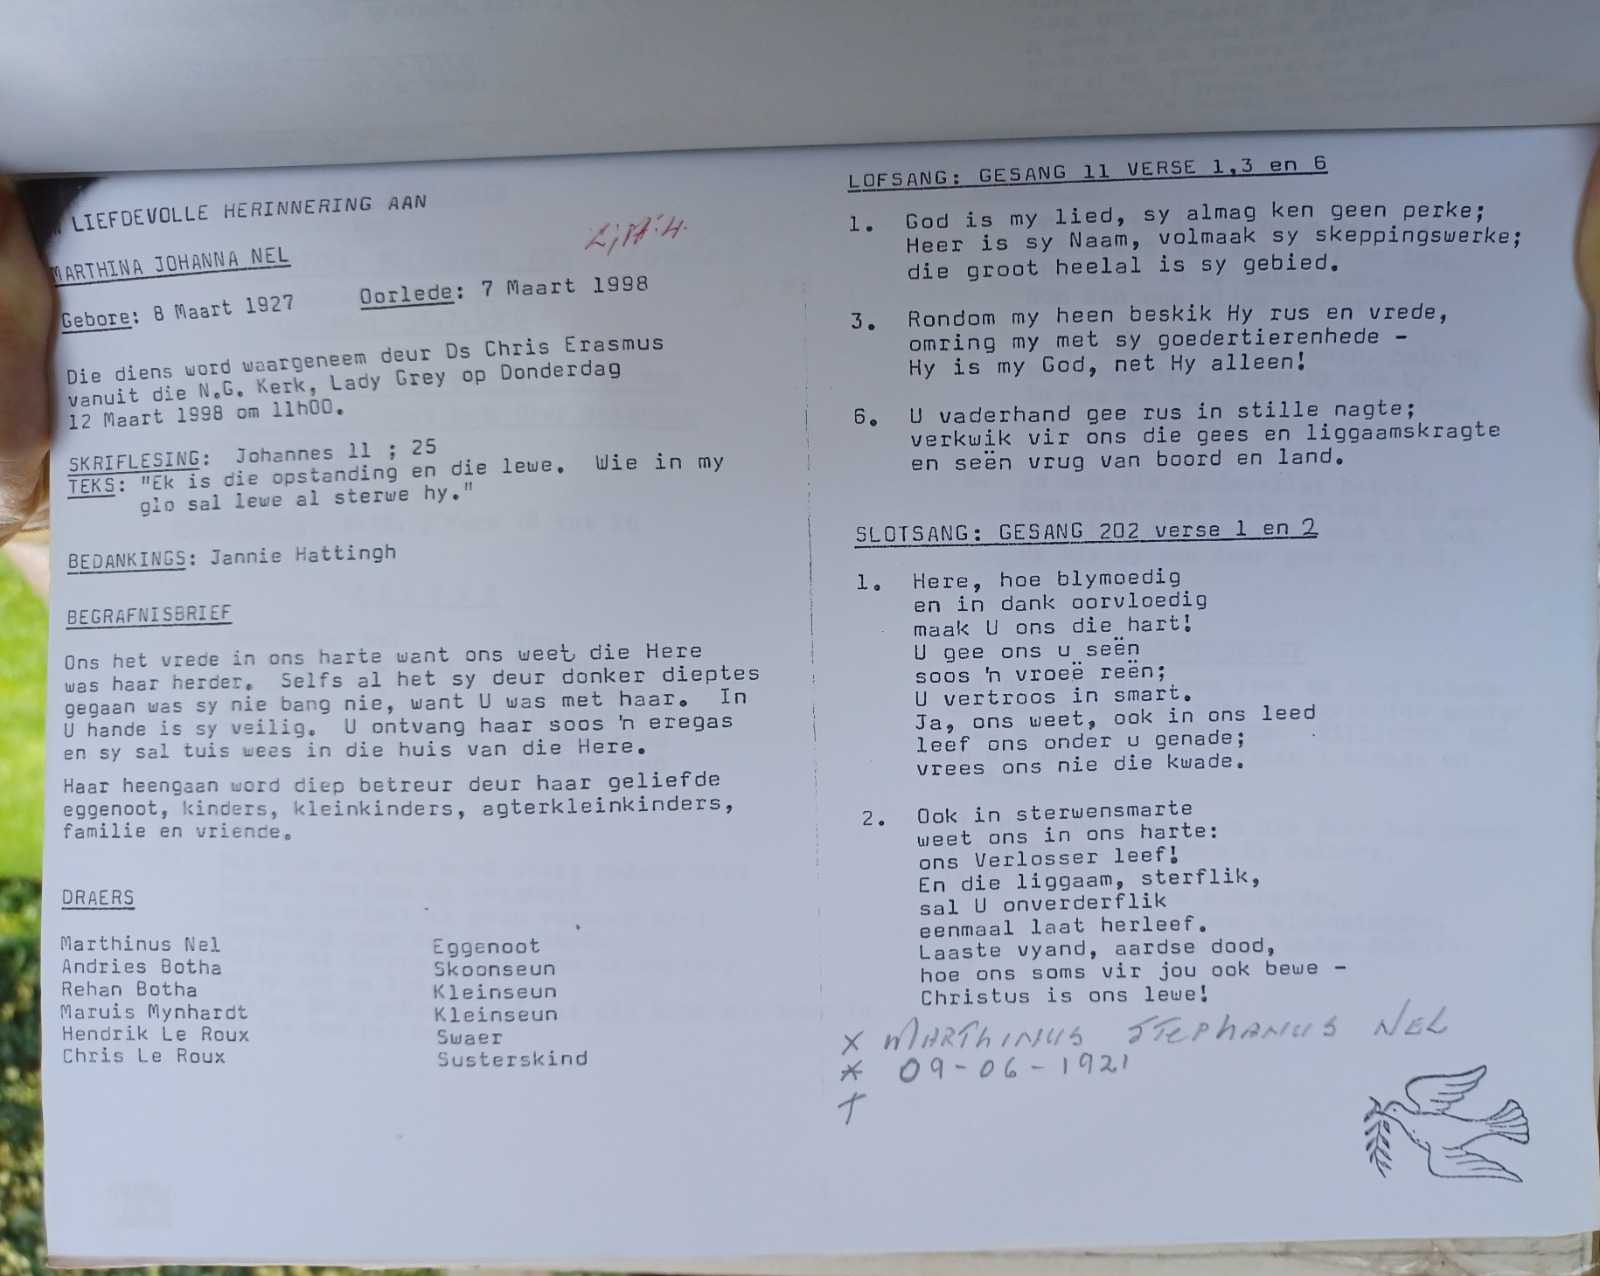 LIEFDEVOLLE HERINNERING AAN
MARTHINA JOHANNA NEL
Gebore: 8 Maart 1927 Oorlede: 7 Maart 1998
Die diens word waargeneem deur Ds Chris Erasmus
vanuit die N.G. Kerk, Lady Grey op Donderdag
12 Maart 1998 om 11h00.
SKRIFLESING: Johannes 11 ; 25
TEKS: "Ek is die opstanding en die lewe. Wie in my
glo sal lewe al sterwe hy."
BEDANKINGS: Jannie Hattingh
BEGRAFNISBRIEF
Ons het vrede in ons harte want ons weet die Here
was haar herder. Selfs al het sy deur donker dieptes
gegaan was sy nie bang nie, want U was met haar. In
U hande is sy veilig. U ontvang haar soos 'n eregas
en sy sal tuis wees in die huis van die Here.
Haar heengaan word diep betreur deur haar geliefde
eggenoot, kinders, kleinkinders, agterkleinkinders,
familie en vriende.
DRAERS
Marthinus Nel Eggenoot
Andries Botha Skoonseun
Rehan Botha Kleinseun
Maruis Mynhardt Kleinseun
Hendrik Le Roux Swaer
Chris Le Roux Susterskind
LOFSANG: GESANG 11 VERSE 1,3 en 6
1. God is my lied, sy almag ken geen perke;
Heer is sy Naam, volmaak sy skeppingswerke;
die groot heelal is sy gebied.
3. Rondom my heen beskik Hy rus en vrede,
omring my met sy goedertierenhede -
Hy is my God, net Hy alleen!
6. U vaderhand gee rus in stille nagte;
verkwik vir ons die gees en liggaamskragte
en seën vrug van boord en land.
SLOTSANG: GESANG 202 verse 1 en 2
1. Here, hoe blymoedig
en in dank oorvloedig
maak U ons die hart!
U gee ons u seën
soos 'n vroeë reën;
U vertroos in smart.
Ja, ons weet, ook in ons leed
leef ons onder u genade;
vrees ons nie die kwade.
2. Ook in sterwensmarte
weet ons in ons harte:
ons Verlosser leef!
En die liggaam, sterflik,
sal U onverderflik
eenmaal laat herleef.
Laaste vyand, aardse dood,
hoe ons soms vir jou ook bewe -
Christus is ons lewe!
x MARTHINUS STEPHANUS NEL
* 09-06-1921
†